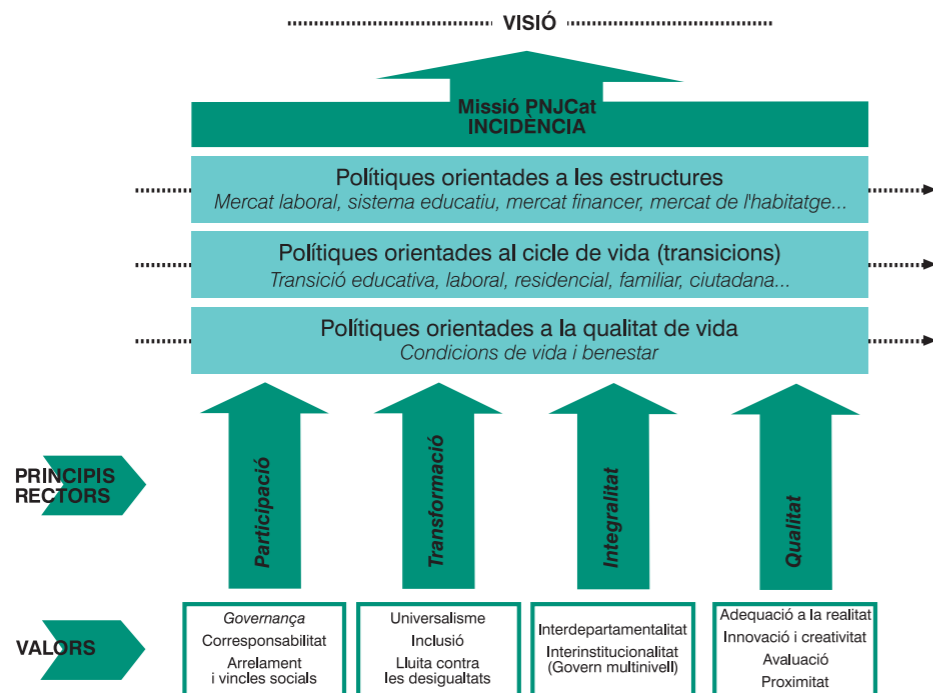 VISIÓ
Missió PNJCat
INCIDÈNCIA
Polítiques orientades a les estructures
Mercat laboral, sistema educatiu, mercat financer, mercat de l'habitatge...
Polítiques orientades al cicle de vida (transicions)
Transició educativa, laboral, residencial, familiar, ciutadana...
Polítiques orientades a la qualitat de vida
Condicions de vida i benestar
PRINCIPIS
RECTORS
Participació
Transformació
Integralitat
Qualitat
VALORS
Governança
Corresponsabilitat
Arrelament
i vincles socials
Universalisme
Inclusió
Lluita contra
les desigualtats
Interdepartamentalitat
Interinstitucionalitat
(Govern multinivell)
Adequació a la realitat
Innovació i creativitat
Avaluació
Proximitat